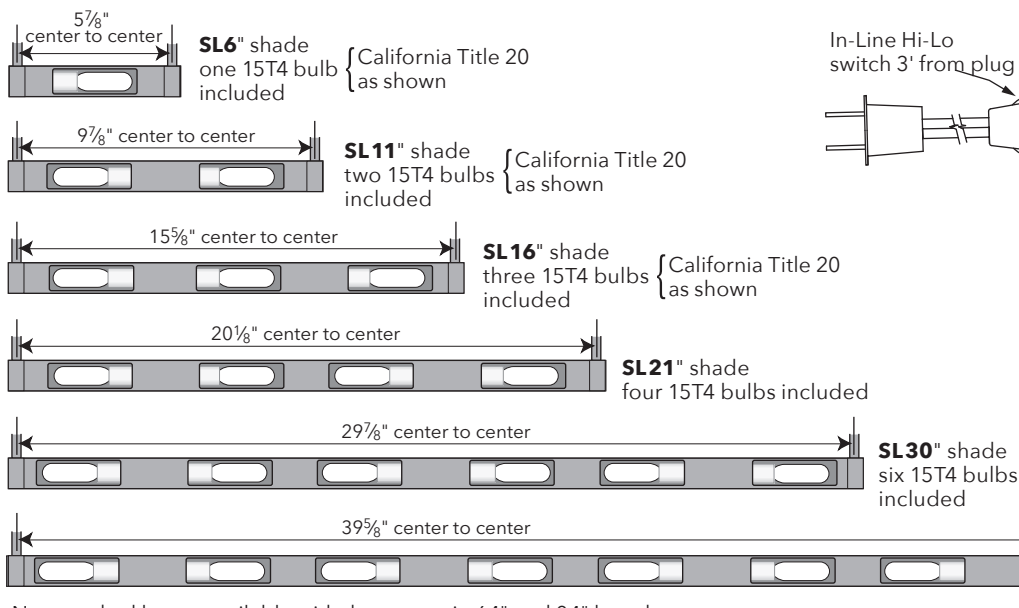 5⅞"
center to center
SL6" shade
one 15T4 bulb
included
{ California Title 20
as shown
In-Line Hi-Lo
switch 3' from plug
9⅞" center to center
SL11" shade
two 15T4 bulbs
included
{ California Title 20
as shown
15⅝" center to center
SL16" shade
three 15T4 bulbs
included
{ California Title 20
as shown
20⅛" center to center
SL21" shade
four 15T4 bulbs included
29⅞" center to center
SL30" shade
six 15T4 bulbs
included
39⅝" center to center